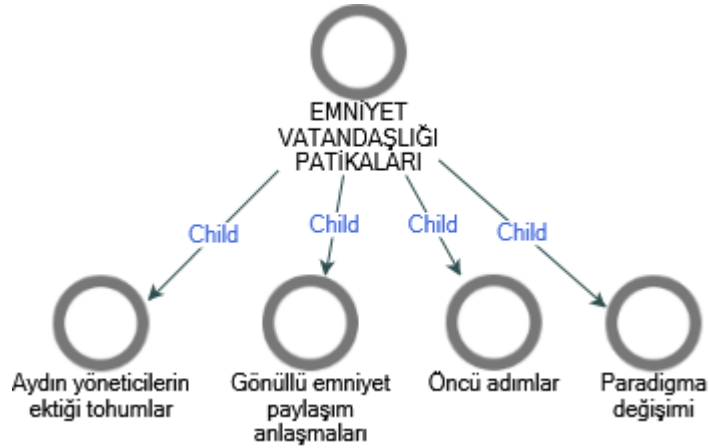 EMNİYET
VATANDAŞLIĞI
PATİKALARI
Child
Child
Child
Child
Aydın yöneticilerin
ektiği tohumlar
Gönüllü emniyet
paylaşım
anlaşmaları
Öncü adımlar
Paradigma
değişimi